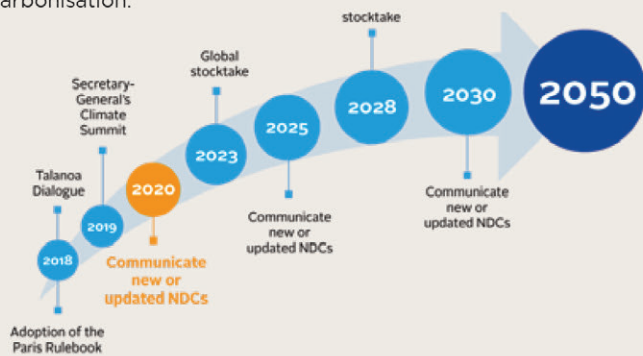 arbonisation.
stocktake
Global
stocktake
Secretary-
General's
Climate
Summit
Talanoa
Dialogue
2018
2019
2020
2023
2025
2028
2030
2050
Communicate
new or
updated NDCs
Communicate
new or
updated NDCs
Communicate
new or
updated NDCs
Adoption of the
Paris Rulebook